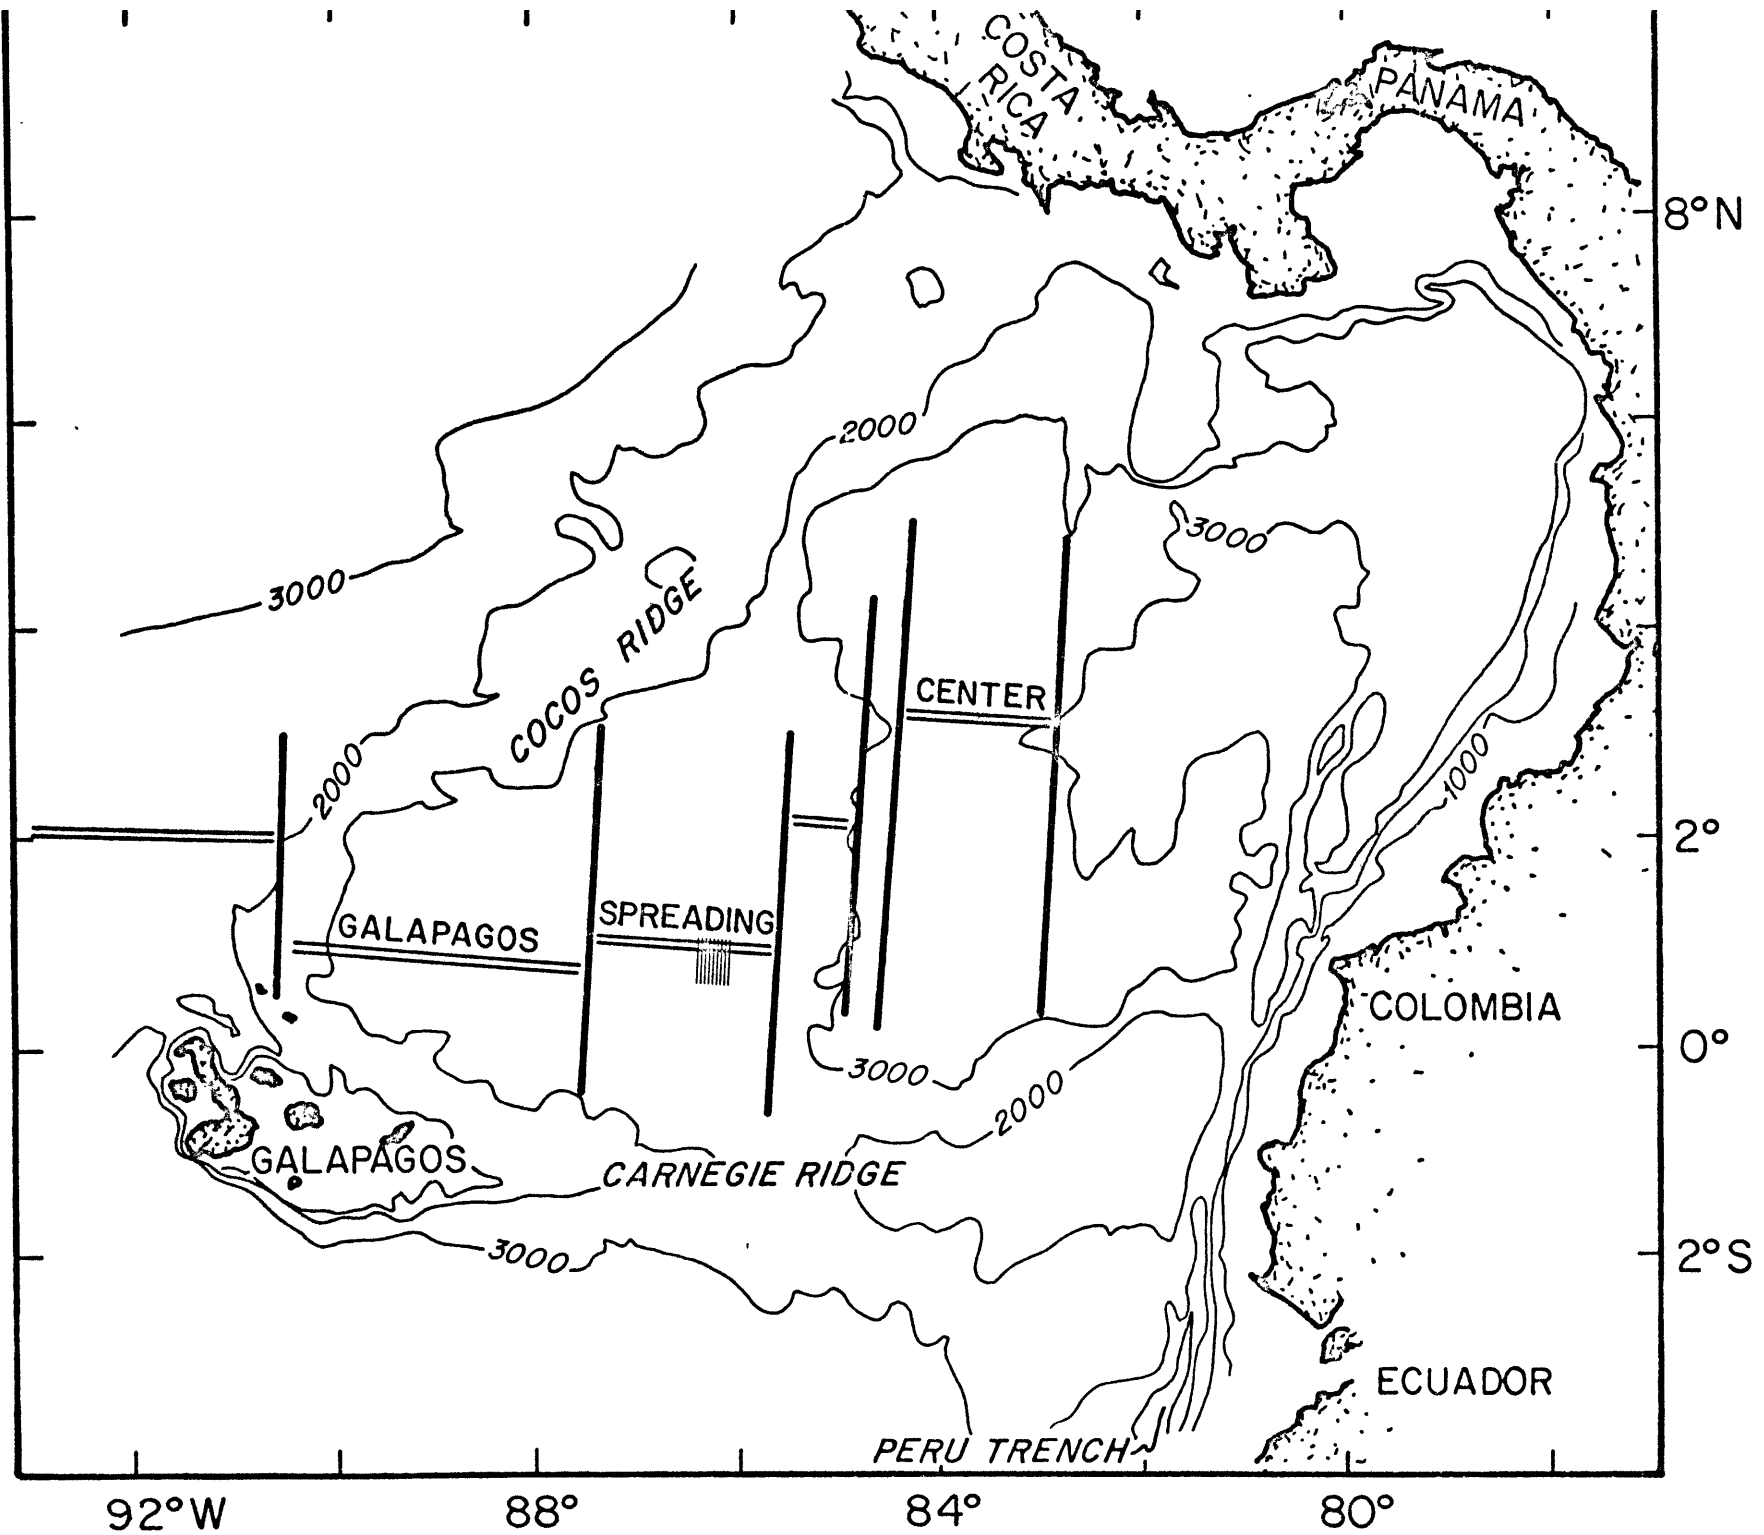 COSTA
RICA
PANAMA
8°N
2000
3000
3000
COCOS RIDGE
CENTER
2000
1000
2°
SPREADING
GALAPAGOS
COLOMBIA
0°
3000
2000
GALAPAGOS
CARNEGIE RIDGE
3000
2°S
ECUADOR
PERU TRENCH
92°W
88°
84°
80°